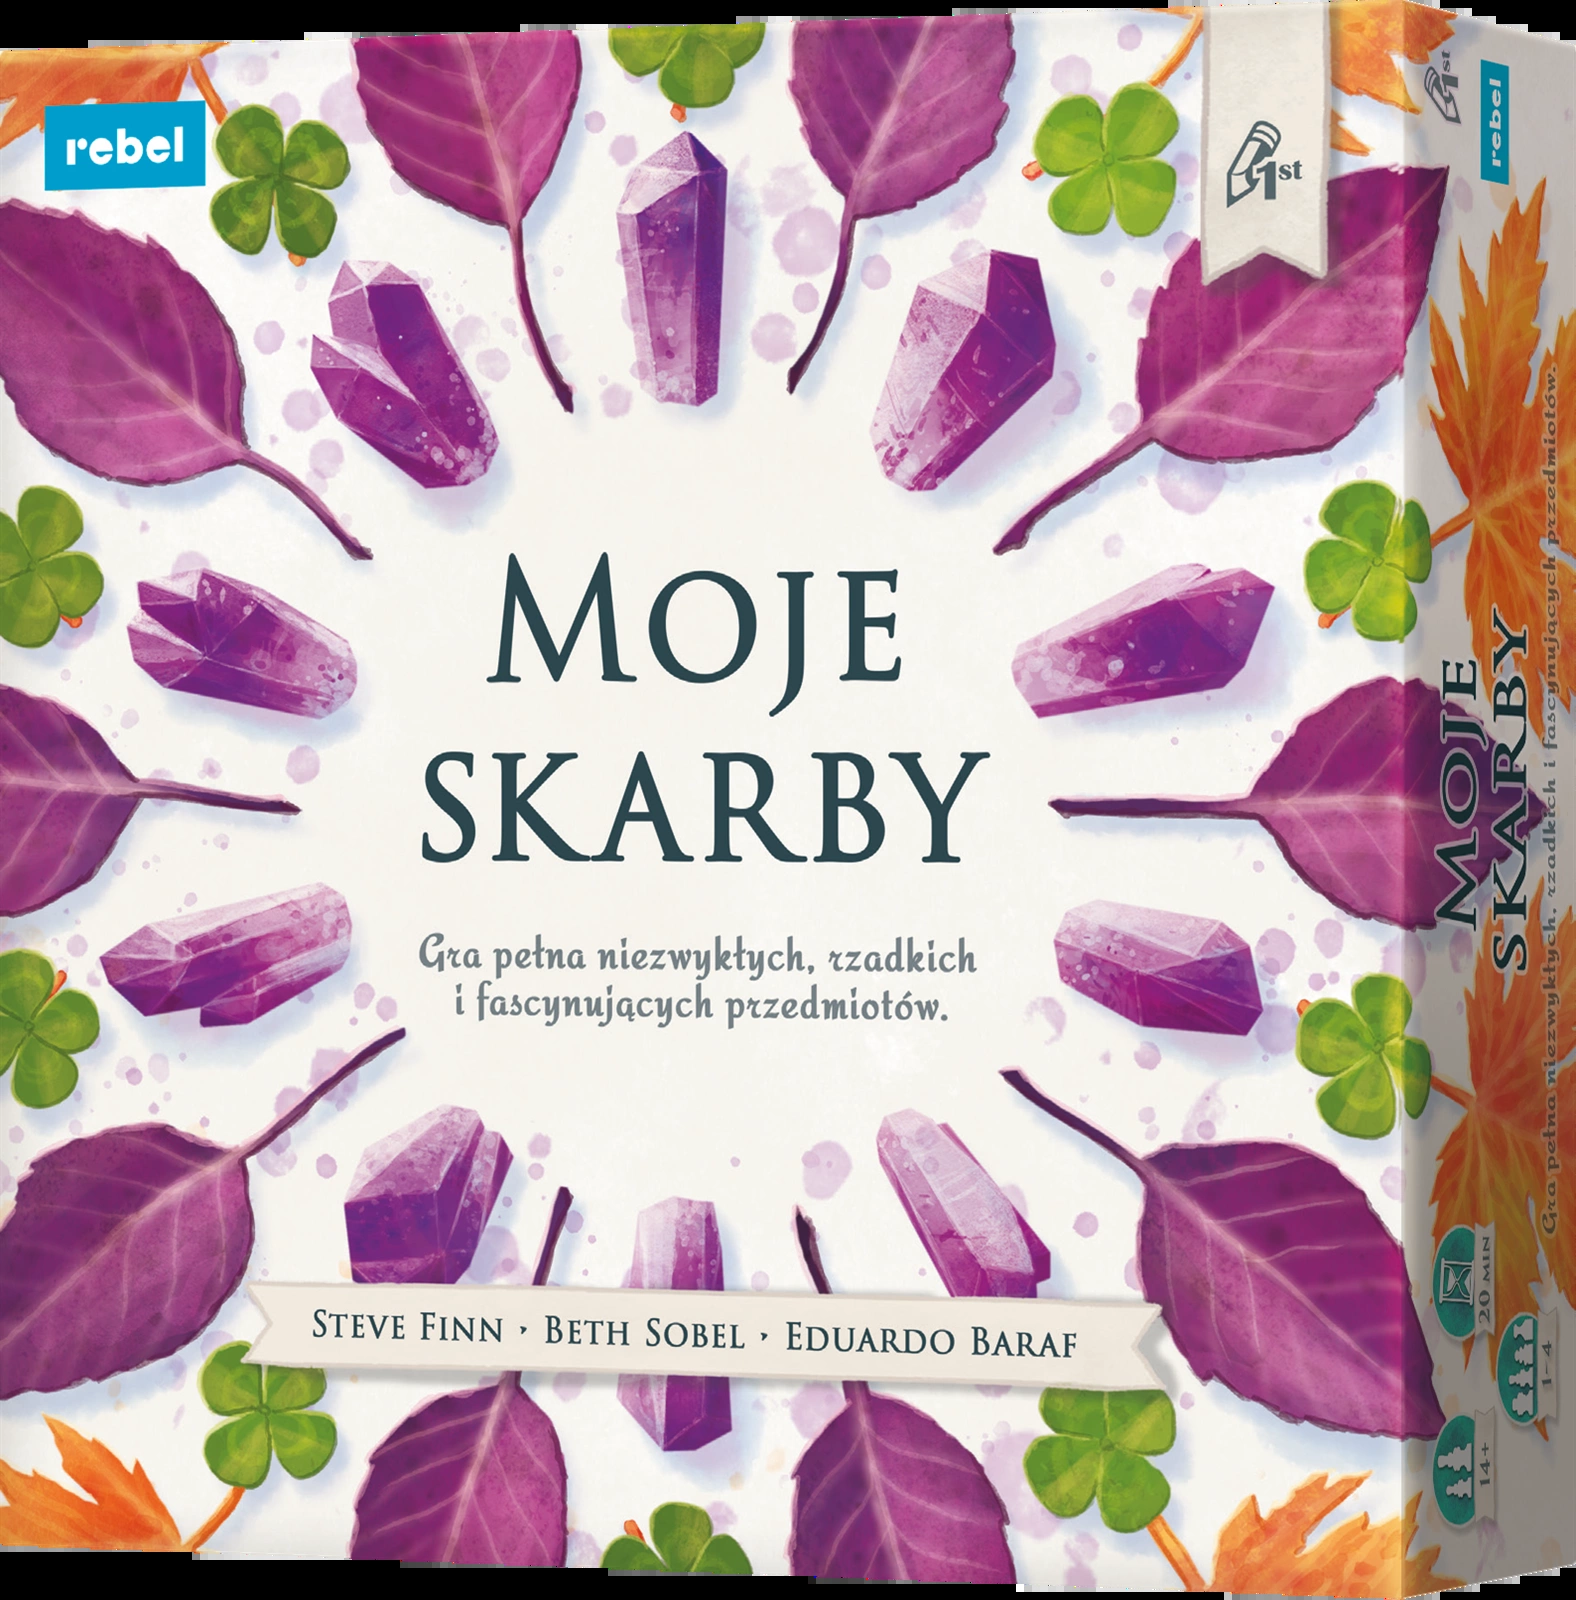 rebel
1st
MOJE
SKARBY
Gra pełna niezwykłych, rzadkich
i fascynujących przedmiotów.
STEVE FINN · BETH SOBEL · EDUARDO BARAF
1st
rebel
MOJE
SKARBY
Gra pełna niezwykłych, rzadkich i fascynujących przedmiotów.
20 MIN
1-4
14+